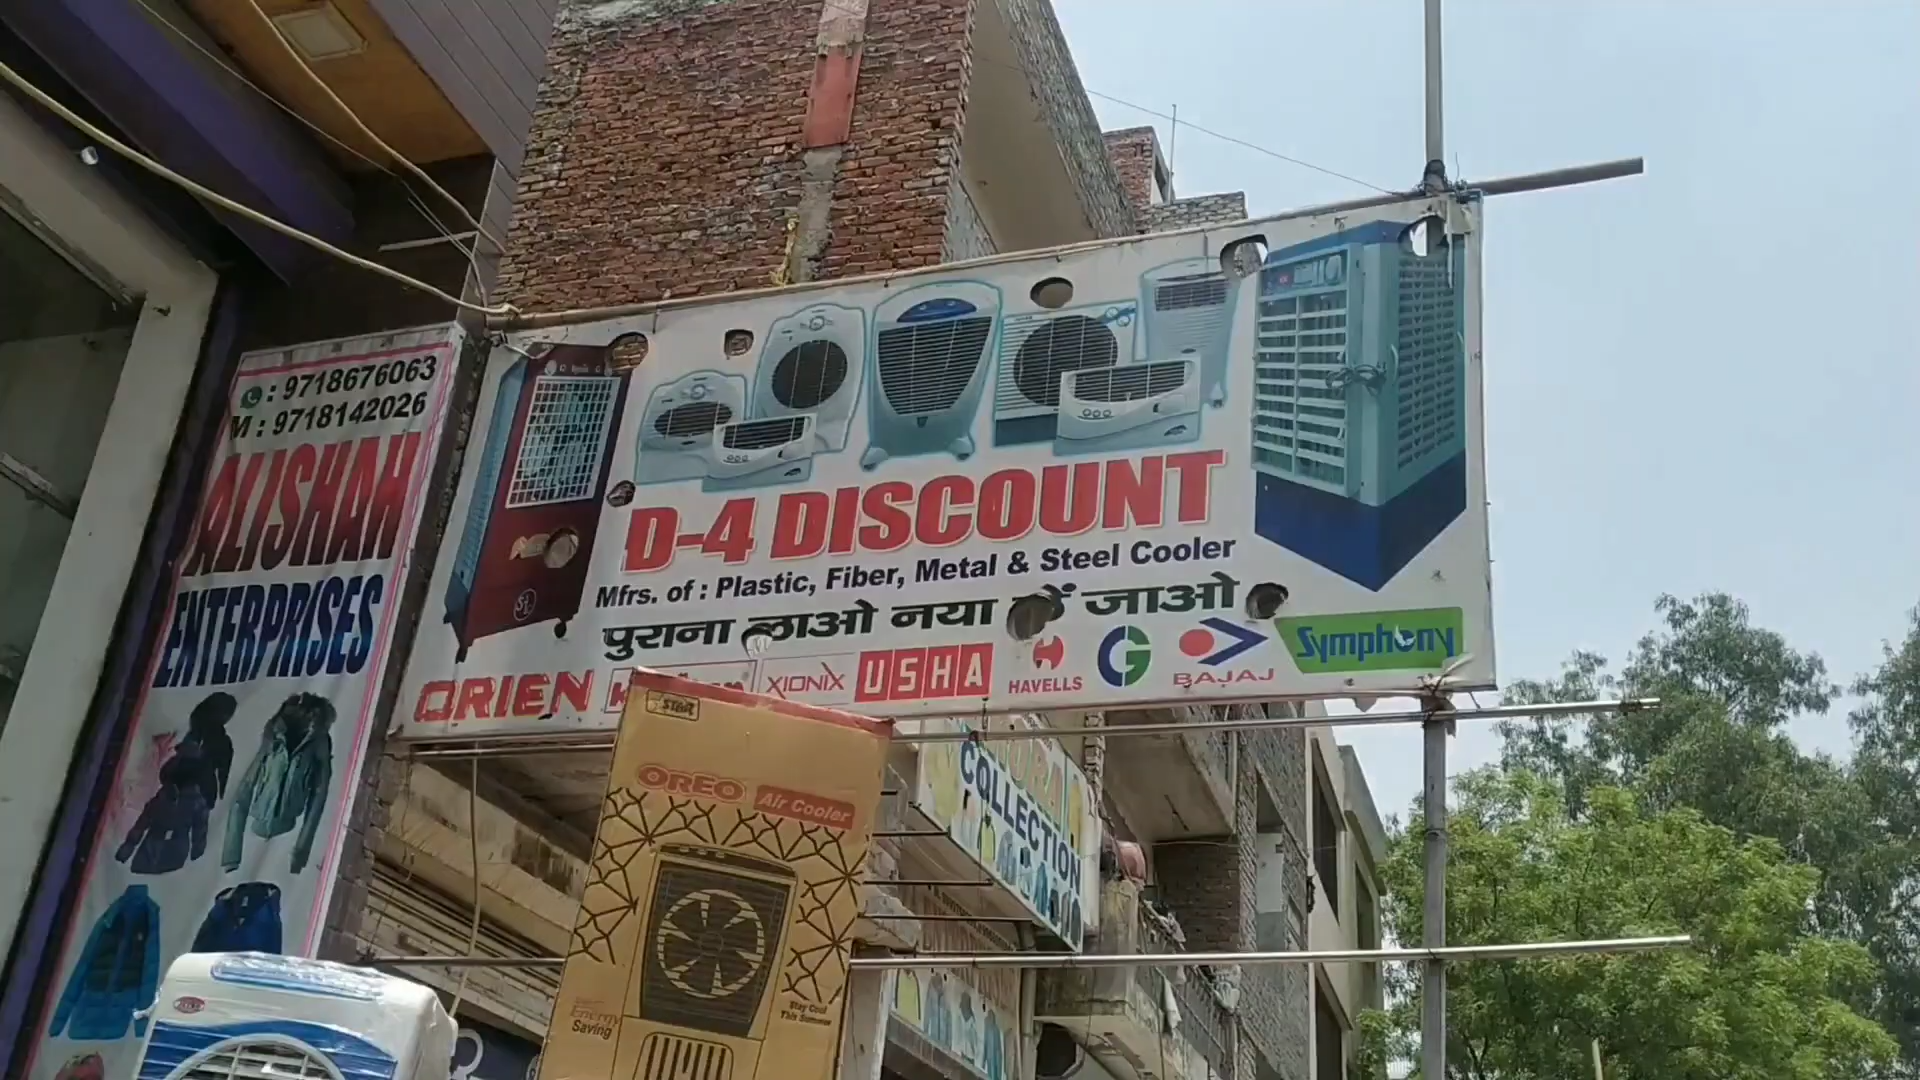 : 9718676063
M : 9718142026
ALISHAH
ENTERPRISES
D-4 DISCOUNT
Mfrs. of : Plastic, Fiber, Metal & Steel Cooler
पुराना लाओ नया जाओ
ORIEN
XIONIX
USHA
HAVELLS
BAJAJ
Symphony
STAR
OREO
Air Cooler
Energy
Saving
Stay Cool
This Summer
COLLECTION